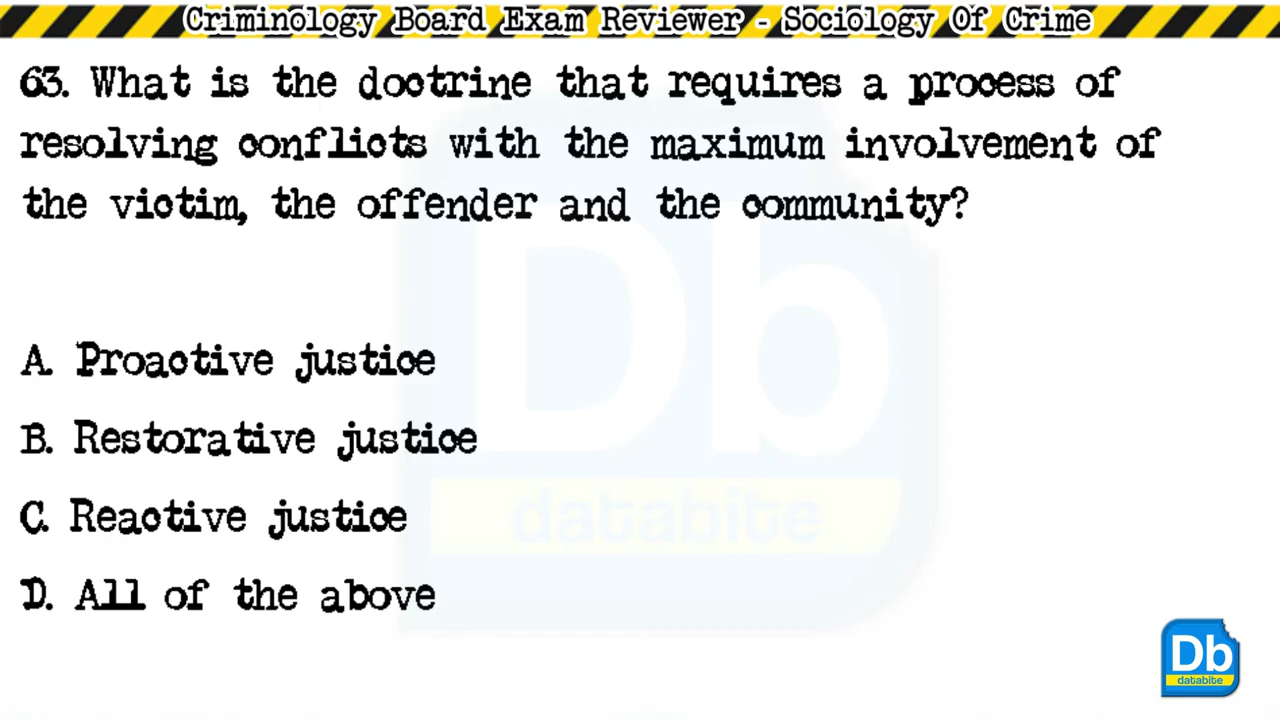 Criminology Board Exam Reviewer - Sociology Of Crime
63. What is the doctrine that requires a process of
resolving conflicts with the maximum involvement of
the victim, the offender and the community?
A. Proactive justice
B. Restorative justice
C. Reactive justice
D. All of the above
Db
databite
Db
databite